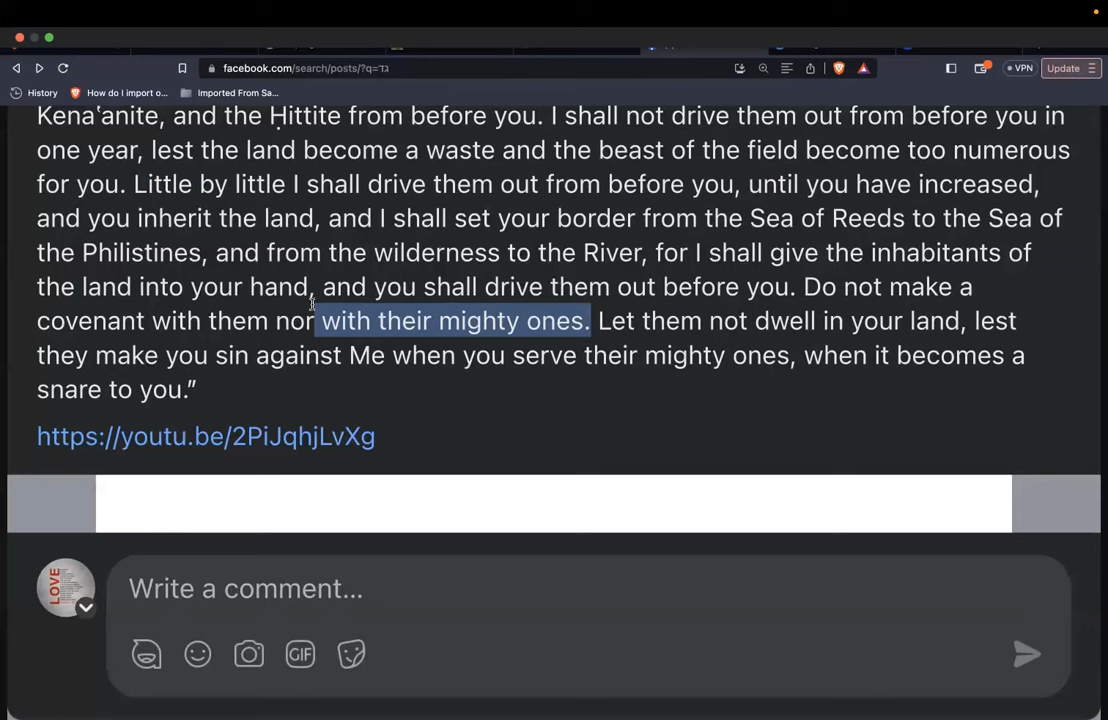 facebook.com/search/posts/?q=גד
VPN
Update
History
How do I import o...
Imported From Sa...
Kenaʽanite, and the Ḥittite from before you. I shall not drive them out from before you in
one year, lest the land become a waste and the beast of the field become too numerous
for you. Little by little I shall drive them out from before you, until you have increased,
and you inherit the land, and I shall set your border from the Sea of Reeds to the Sea of
the Philistines, and from the wilderness to the River, for I shall give the inhabitants of
the land into your hand, and you shall drive them out before you. Do not make a
covenant with them nor with their mighty ones. Let them not dwell in your land, lest
they make you sin against Me when you serve their mighty ones, when it becomes a
snare to you.”
https://youtu.be/2PiJqhjLvXg
LOVE
Write a comment...
GIF